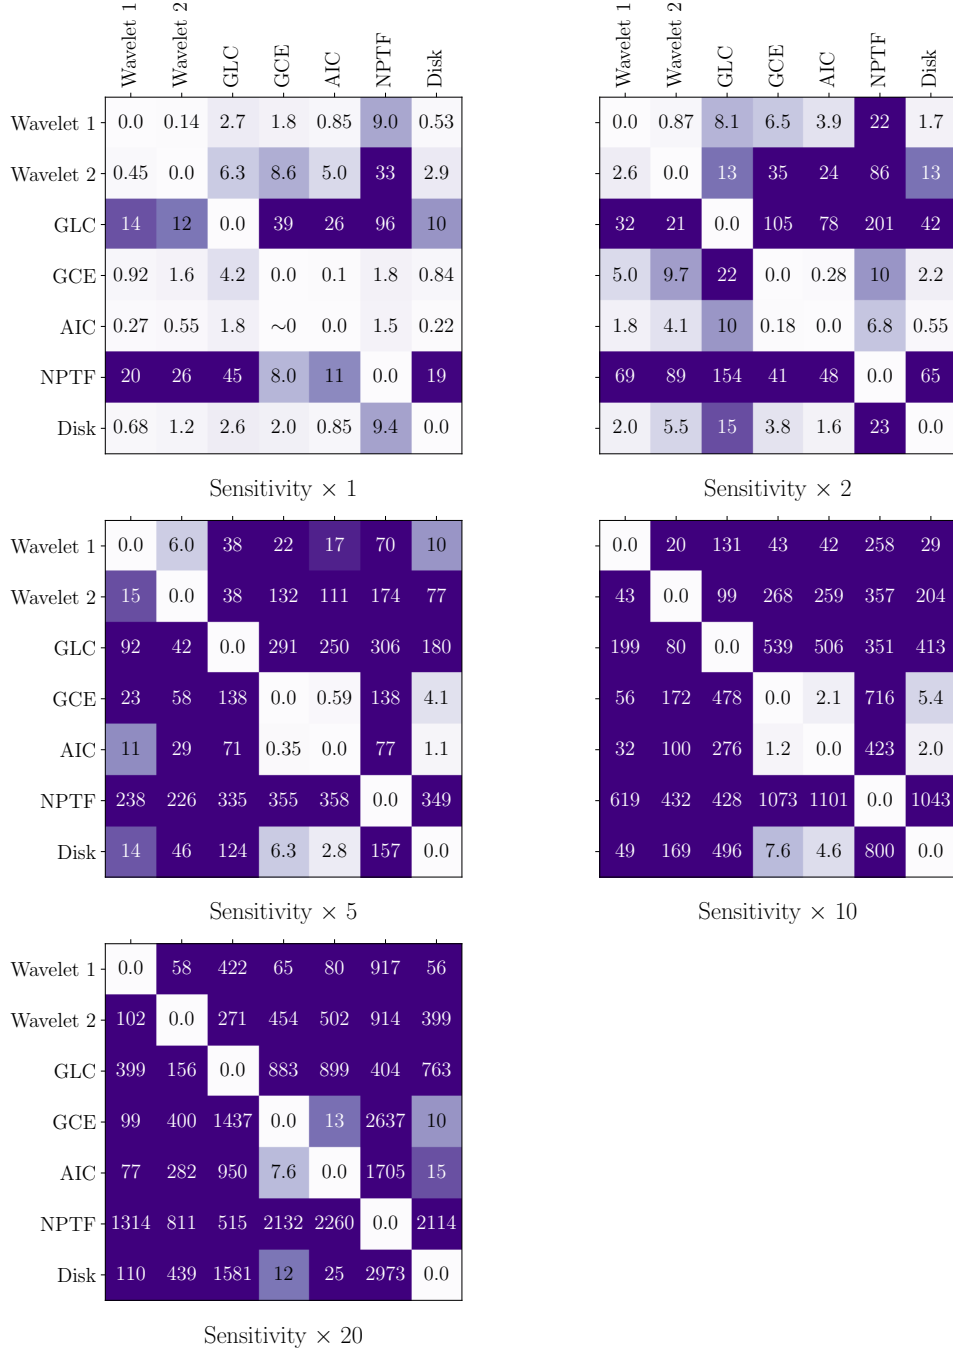 Wavelet 1 Wavelet 2 GLC GCE AIC NPTF Disk Wavelet 1 Wavelet 2 GLC GCE AIC NPTF Disk
Wavelet 1 0.0 0.14 2.7 1.8 0.85 9.0 0.53 Wavelet 1 0.0 0.87 8.1 6.5 3.9 22 1.7
Wavelet 2 0.45 0.0 6.3 8.6 5.0 33 2.9 Wavelet 2 2.6 0.0 13 35 24 86 13
GLC 14 12 0.0 39 26 96 10 GLC 32 21 0.0 105 78 201 42
GCE 0.92 1.6 4.2 0.0 0.1 1.8 0.84 GCE 5.0 9.7 22 0.0 0.28 10 2.2
AIC 0.27 0.55 1.8 ~0 0.0 1.5 0.22 AIC 1.8 4.1 10 0.18 0.0 6.8 0.55
NPTF 20 26 45 8.0 11 0.0 19 NPTF 69 89 154 41 48 0.0 65
Disk 0.68 1.2 2.6 2.0 0.85 9.4 0.0 Disk 2.0 5.5 15 3.8 1.6 23 0.0
Sensitivity × 1 Sensitivity × 2
Wavelet 1 0.0 6.0 38 22 17 70 10 Wavelet 1 0.0 20 131 43 42 258 29
Wavelet 2 15 0.0 38 132 111 174 77 Wavelet 2 43 0.0 99 268 259 357 204
GLC 92 42 0.0 291 250 306 180 GLC 199 80 0.0 539 506 351 413
GCE 23 58 138 0.0 0.59 138 4.1 GCE 56 172 478 0.0 2.1 716 5.4
AIC 11 29 71 0.35 0.0 77 1.1 AIC 32 100 276 1.2 0.0 423 2.0
NPTF 238 226 335 355 358 0.0 349 NPTF 619 432 428 1073 1101 0.0 1043
Disk 14 46 124 6.3 2.8 157 0.0 Disk 49 169 496 7.6 4.6 800 0.0
Sensitivity × 5 Sensitivity × 10
Wavelet 1 0.0 58 422 65 80 917 56
Wavelet 2 102 0.0 271 454 502 914 399
GLC 399 156 0.0 883 899 404 763
GCE 99 400 1437 0.0 13 2637 10
AIC 77 282 950 7.6 0.0 1705 15
NPTF 1314 811 515 2132 2260 0.0 2114
Disk 110 439 1581 12 25 2973 0.0
Sensitivity × 20